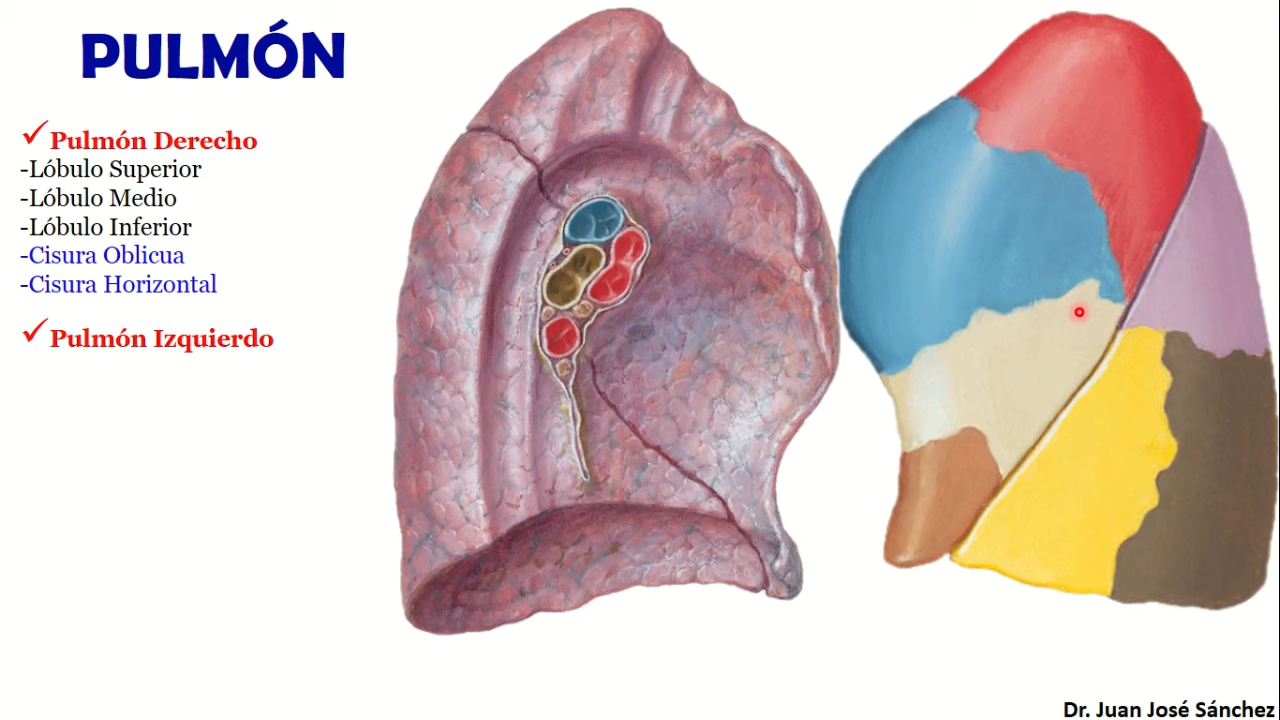 PULMÓN
✓Pulmón Derecho
-Lóbulo Superior
-Lóbulo Medio
-Lóbulo Inferior
-Cisura Oblicua
-Cisura Horizontal
✓Pulmón Izquierdo
Dr. Juan José Sánchez